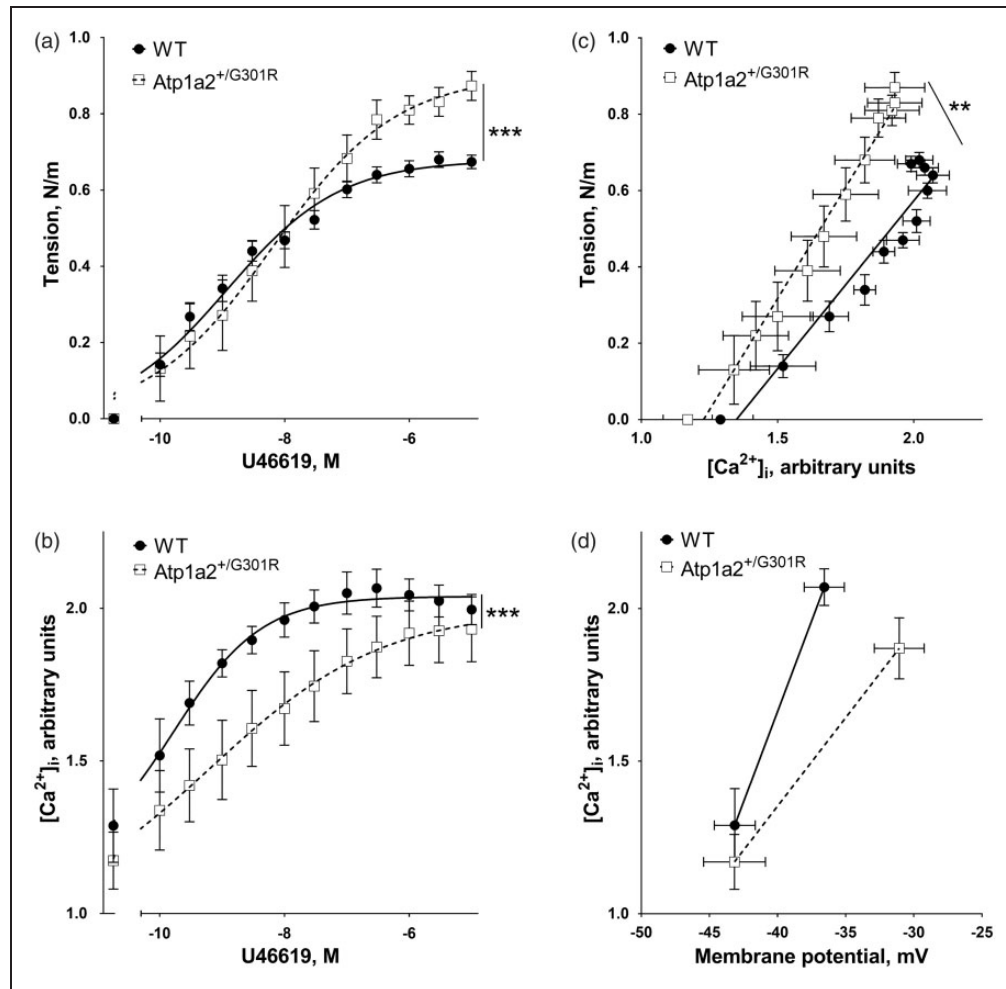 (a)
WT
Atp1a2+/G301R
1.0
0.8
0.6
0.4
0.2
0.0
Tension, N/m
***
-10
-8
-6
U46619, M
(c)
WT
Atp1a2+/G301R
1.0
0.8
0.6
0.4
0.2
0.0
Tension, N/m
**
1.0
1.5
2.0
[Ca2+]i, arbitrary units
(b)
WT
Atp1a2+/G301R
2.0
1.5
1.0
[Ca2+]i, arbitrary units
***
-10
-8
-6
U46619, M
(d)
WT
Atp1a2+/G301R
2.0
1.5
1.0
[Ca2+]i, arbitrary units
-50
-45
-40
-35
-30
-25
Membrane potential, mV